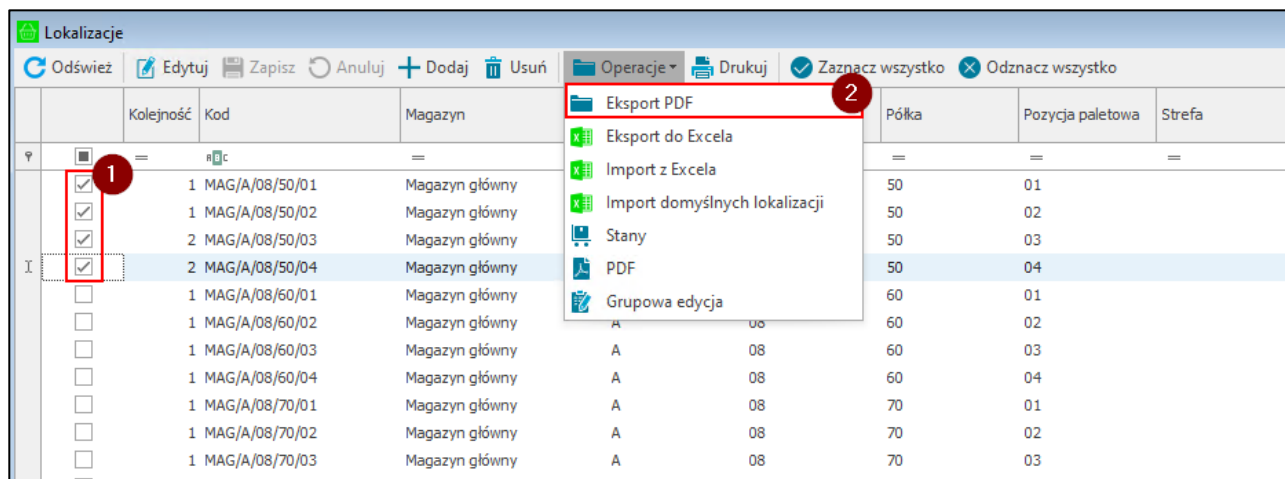 Lokalizacje
Odśwież Edytuj Zapisz Anuluj Dodaj Usuń Operacje Drukuj Zaznacz wszystko Odznacz wszystko
Kolejność Kod Magazyn Eksport PDF 2 Półka Pozycja paletowa Strefa
Eksport do Excela
= ABC = = = =
1
1 MAG/A/08/50/01 Magazyn główny Import z Excela 50 01
1 MAG/A/08/50/02 Magazyn główny Import domyślnych lokalizacji 50 02
2 MAG/A/08/50/03 Magazyn główny Stany 50 03
2 MAG/A/08/50/04 Magazyn główny PDF 50 04
1 MAG/A/08/60/01 Magazyn główny Grupowa edycja 60 01
1 MAG/A/08/60/02 Magazyn główny A 08 60 02
1 MAG/A/08/60/03 Magazyn główny A 08 60 03
1 MAG/A/08/60/04 Magazyn główny A 08 60 04
1 MAG/A/08/70/01 Magazyn główny A 08 70 01
1 MAG/A/08/70/02 Magazyn główny A 08 70 02
1 MAG/A/08/70/03 Magazyn główny A 08 70 03